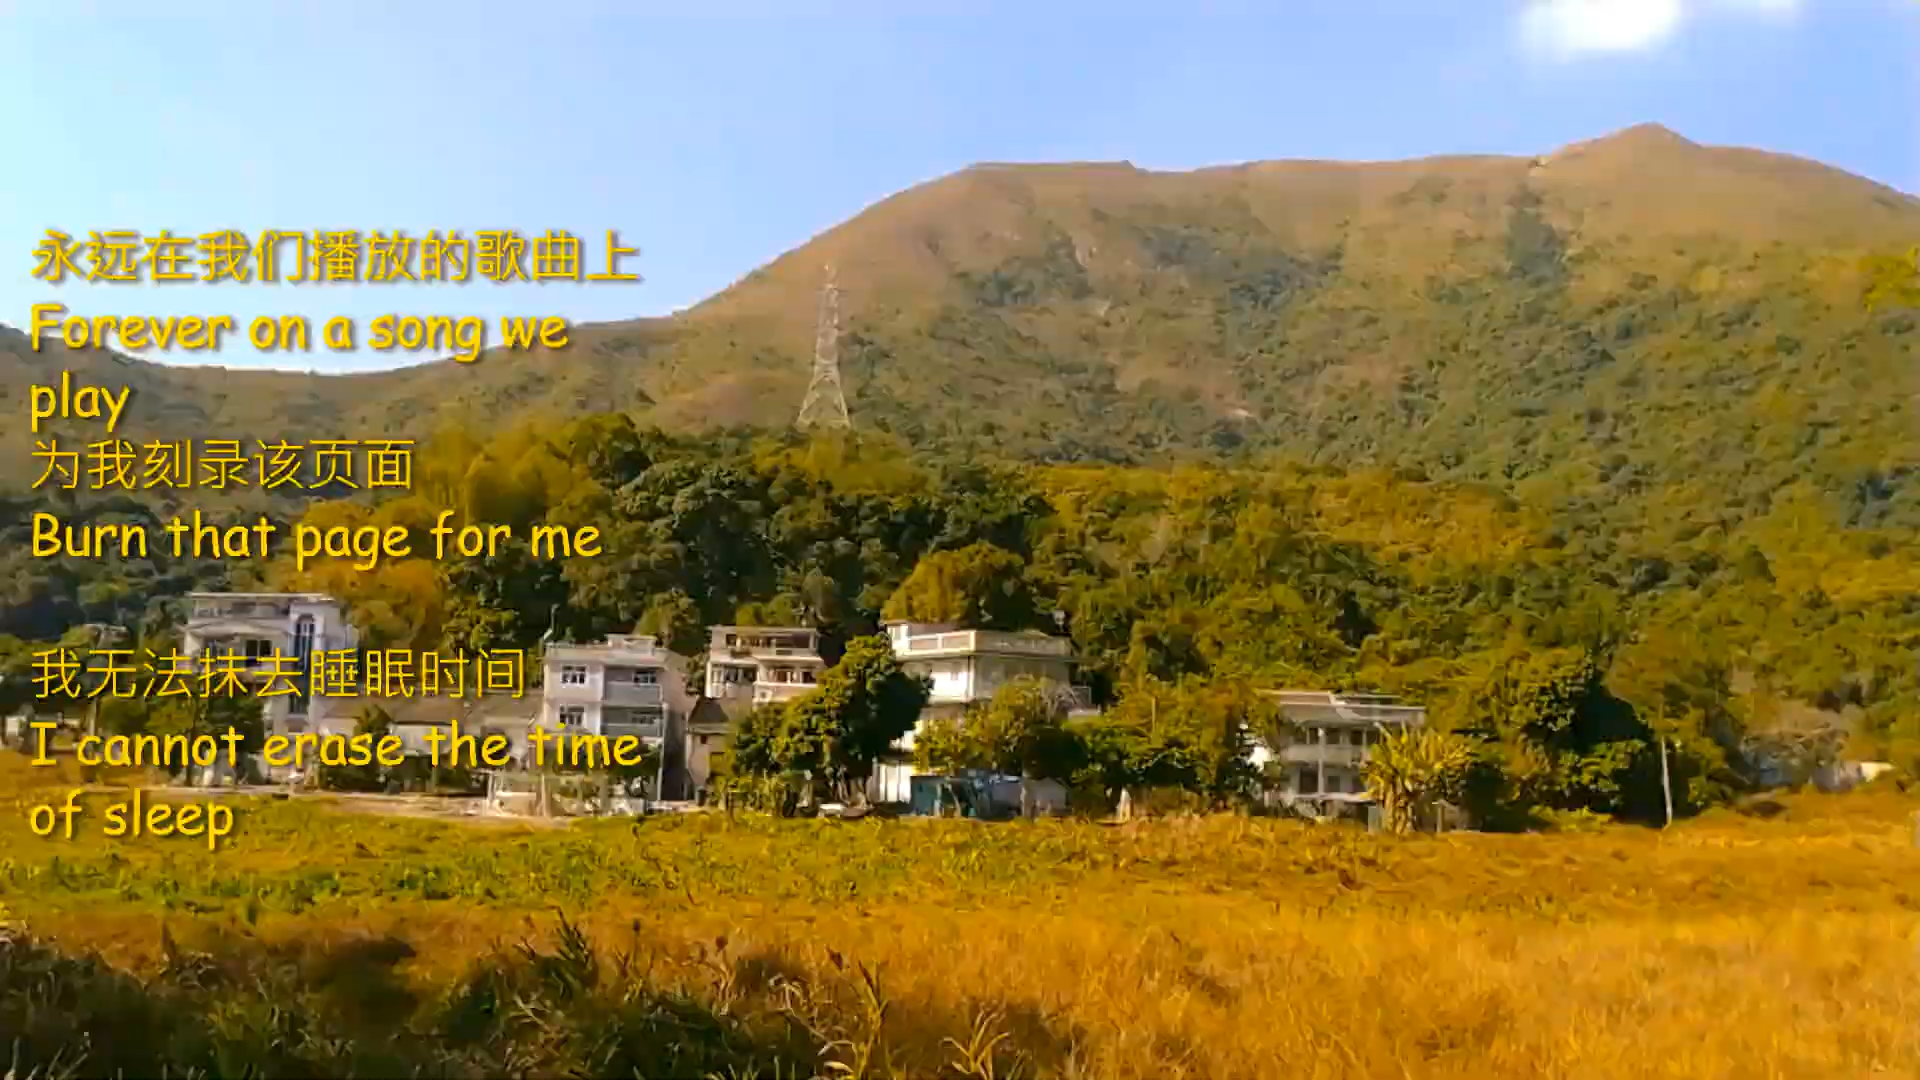 永远在我们播放的歌曲上
Forever on a song we
play
为我刻录该页面
Burn that page for me
我无法抹去睡眠时间
I cannot erase the time
of sleep